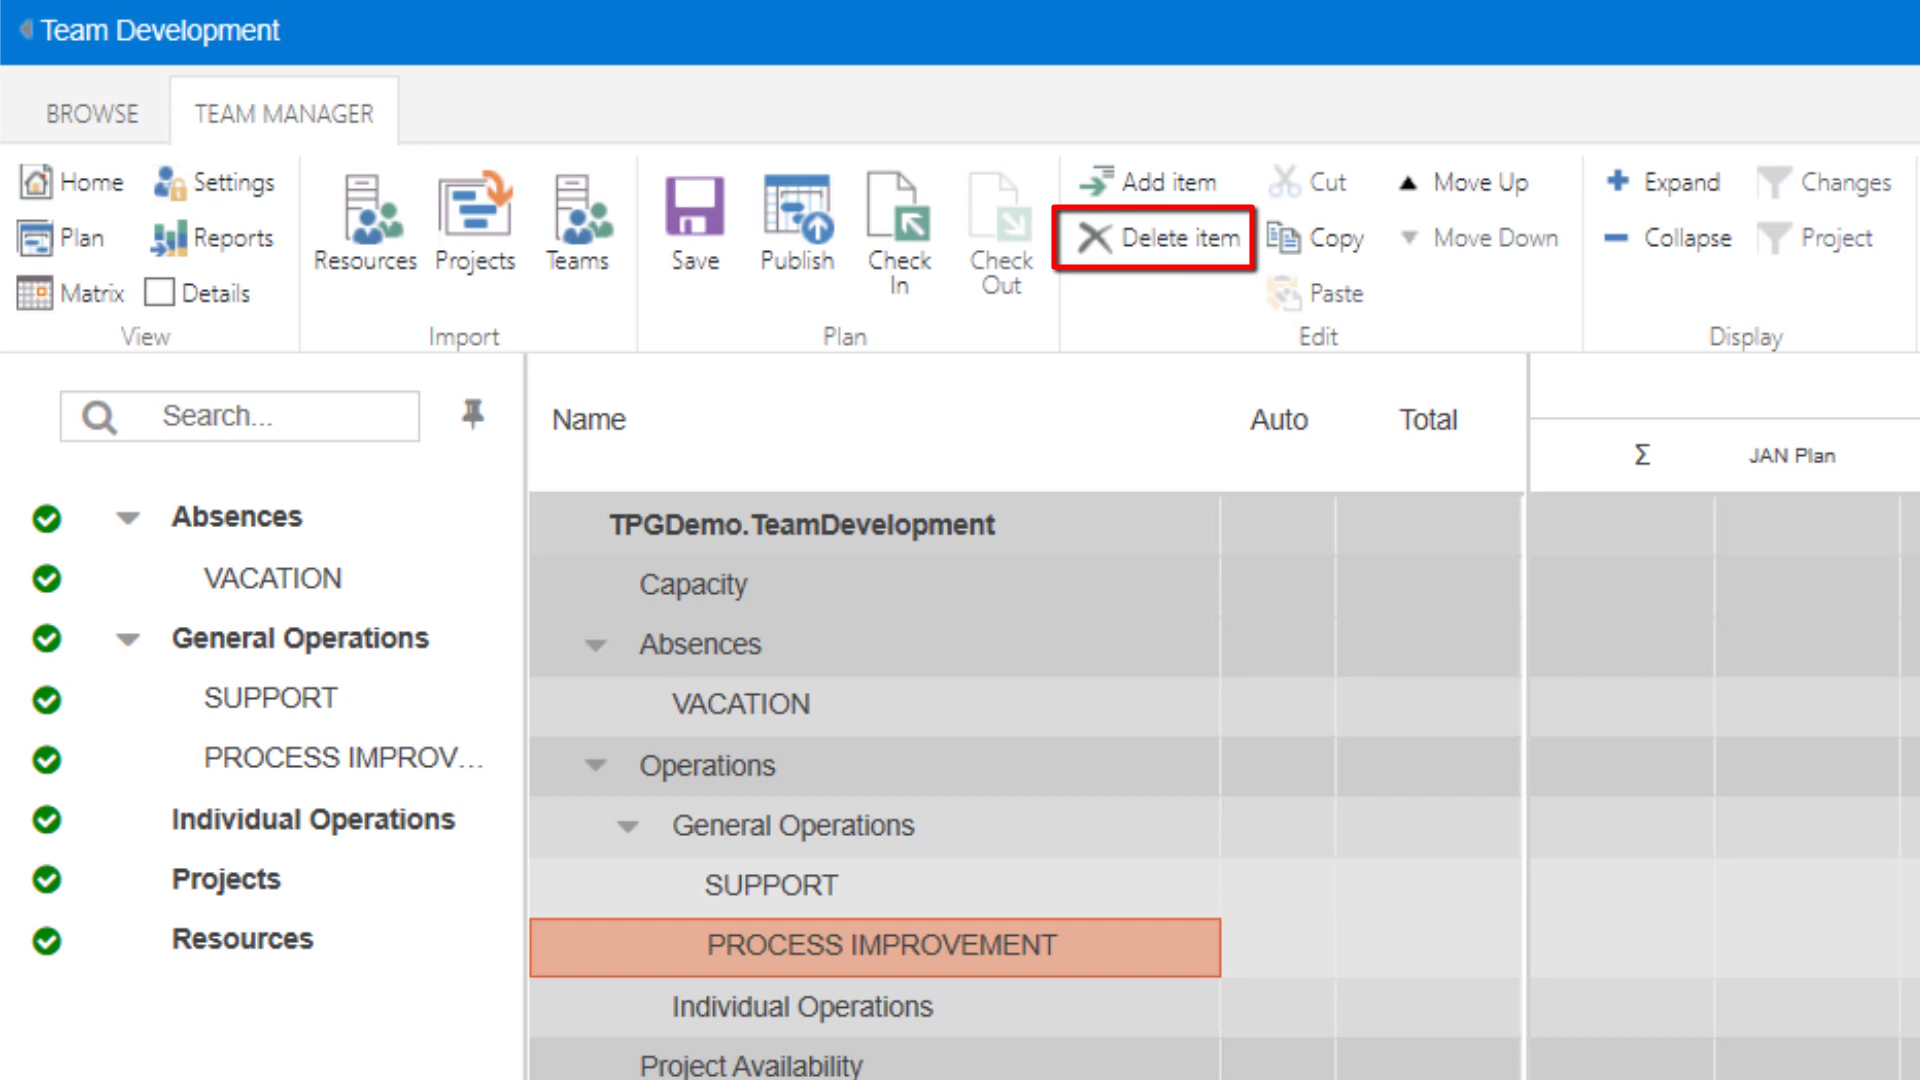 Team Development
BROWSE
TEAM MANAGER
Home
Settings
Plan
Reports
Matrix
Details
View
Resources
Projects
Teams
Import
Save
Publish
Check
In
Check
Out
Plan
Add item
Delete item
Cut
Copy
Paste
Move Up
Move Down
Edit
Expand
Collapse
Changes
Project
Display
Search...
Absences
VACATION
General Operations
SUPPORT
PROCESS IMPROV...
Individual Operations
Projects
Resources
Name
Auto
Total
Σ
JAN Plan
TPGDemo.TeamDevelopment
Capacity
Absences
VACATION
Operations
General Operations
SUPPORT
PROCESS IMPROVEMENT
Individual Operations
Project Availability